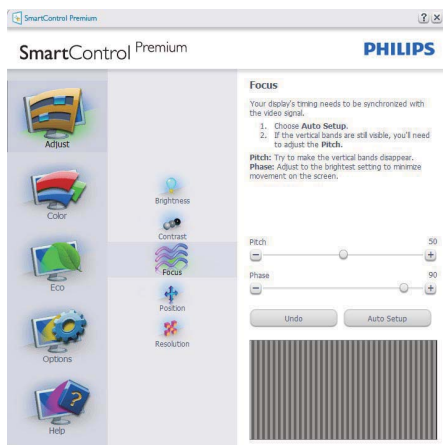 SmartControl Premium
SmartControl Premium
PHILIPS
Adjust
Color
Eco
Options
Help
Brightness
Contrast
Focus
Position
Resolution
Focus
Your display's timing needs to be synchronized with
the video signal.
1. Choose Auto Setup.
2. If the vertical bands are still visible, you'll need
to adjust the Pitch.
Pitch: Try to make the vertical bands disappear.
Phase: Adjust to the brightest setting to minimize
movement on the screen.
Pitch 50
Phase 90
Undo Auto Setup